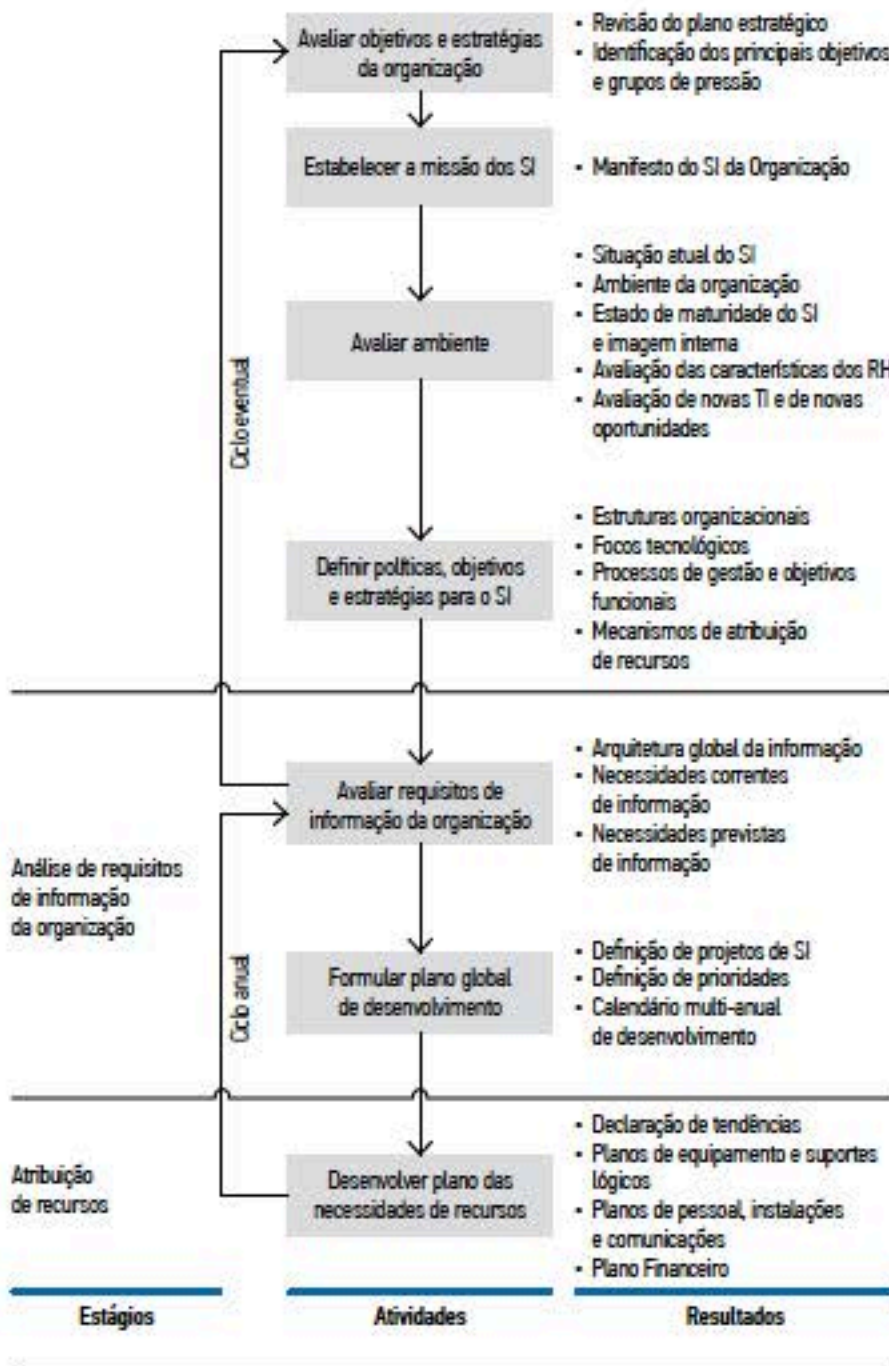 Avaliar objetivos e estratégias
da organização
• Revisão do plano estratégico
• Identificação dos principais objetivos
e grupos de pressão
Estabelecer a missão dos SI
• Manifesto do SI da Organização
Avaliar ambiente
• Situação atual do SI
• Ambiente da organização
• Estado de maturidade do SI
e imagem interna
• Avaliação das características dos RH
• Avaliação de novas TI e de novas
oportunidades
Ciclo eventual
Definir políticas, objetivos
e estratégias para o SI
• Estruturas organizacionais
• Focos tecnológicos
• Processos de gestão e objetivos
funcionais
• Mecanismos de atribuição
de recursos
Análise de requisitos
de informação
da organização
Avaliar requisitos de
informação da organização
• Arquitetura global da informação
• Necessidades correntes
de informação
• Necessidades previstas
de informação
Ciclo anual
Formular plano global
de desenvolvimento
• Definição de projetos de SI
• Definição de prioridades
• Calendário multi-anual
de desenvolvimento
Atribuição
de recursos
Desenvolver plano das
necessidades de recursos
• Declaração de tendências
• Planos de equipamento e suportes
lógicos
• Planos de pessoal, instalações
e comunicações
• Plano Financeiro
Estágios
Atividades
Resultados